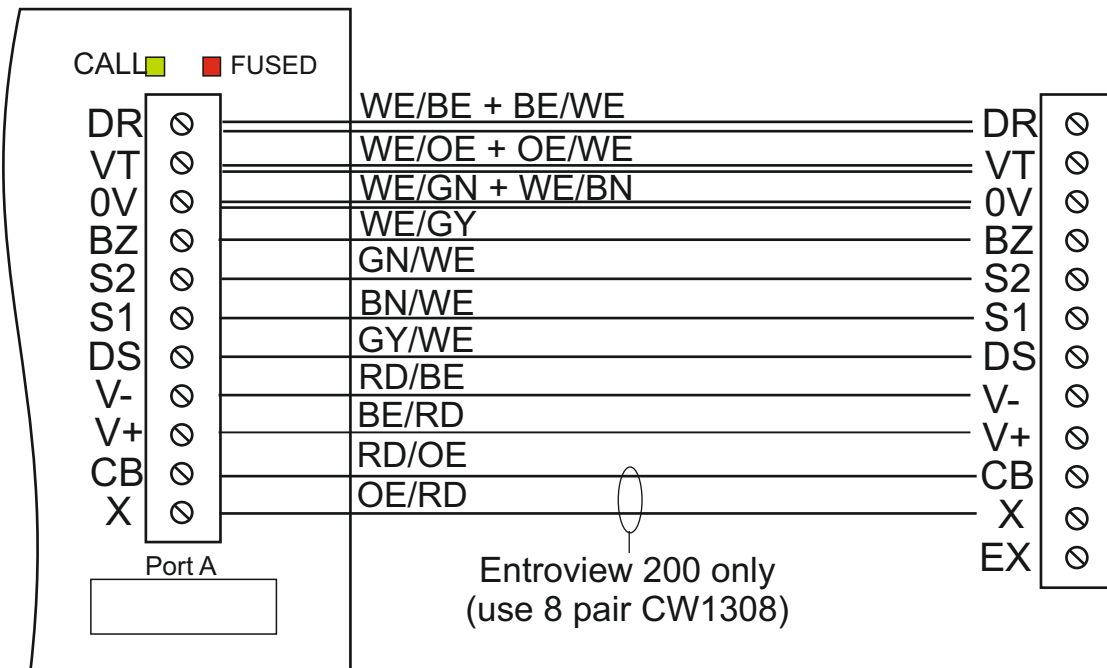 CALL FUSED
DR WE/BE + BE/WE DR
VT WE/OE + OE/WE VT
0V WE/GN + WE/BN 0V
BZ WE/GY BZ
S2 GN/WE S2
S1 BN/WE S1
DS GY/WE DS
V- RD/BE V-
V+ BE/RD V+
CB RD/OE CB
X OE/RD X
EX
Port A
Entroview 200 only
(use 8 pair CW1308)